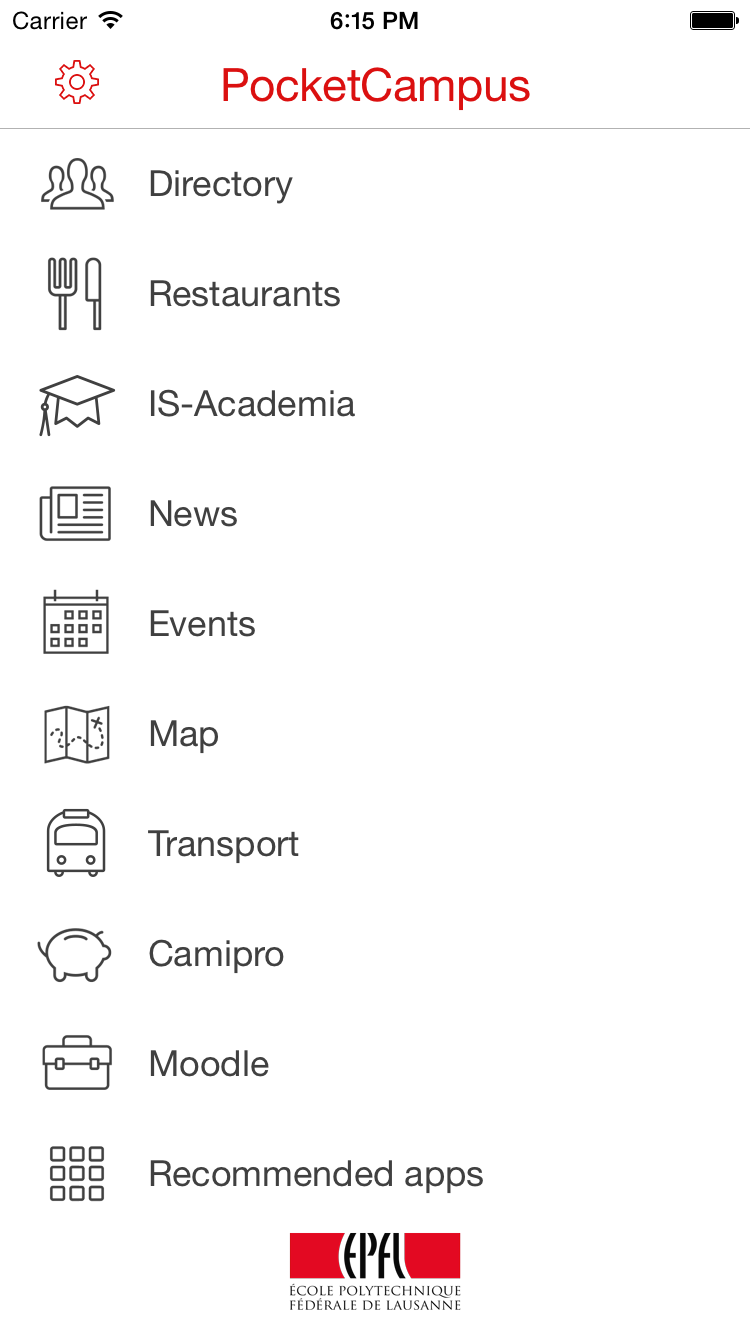 Carrier 6:15 PM
PocketCampus
Directory
Restaurants
IS-Academia
News
Events
Map
Transport
Camipro
Moodle
Recommended apps
EPFL
ÉCOLE POLYTECHNIQUE
FÉDÉRALE DE LAUSANNE